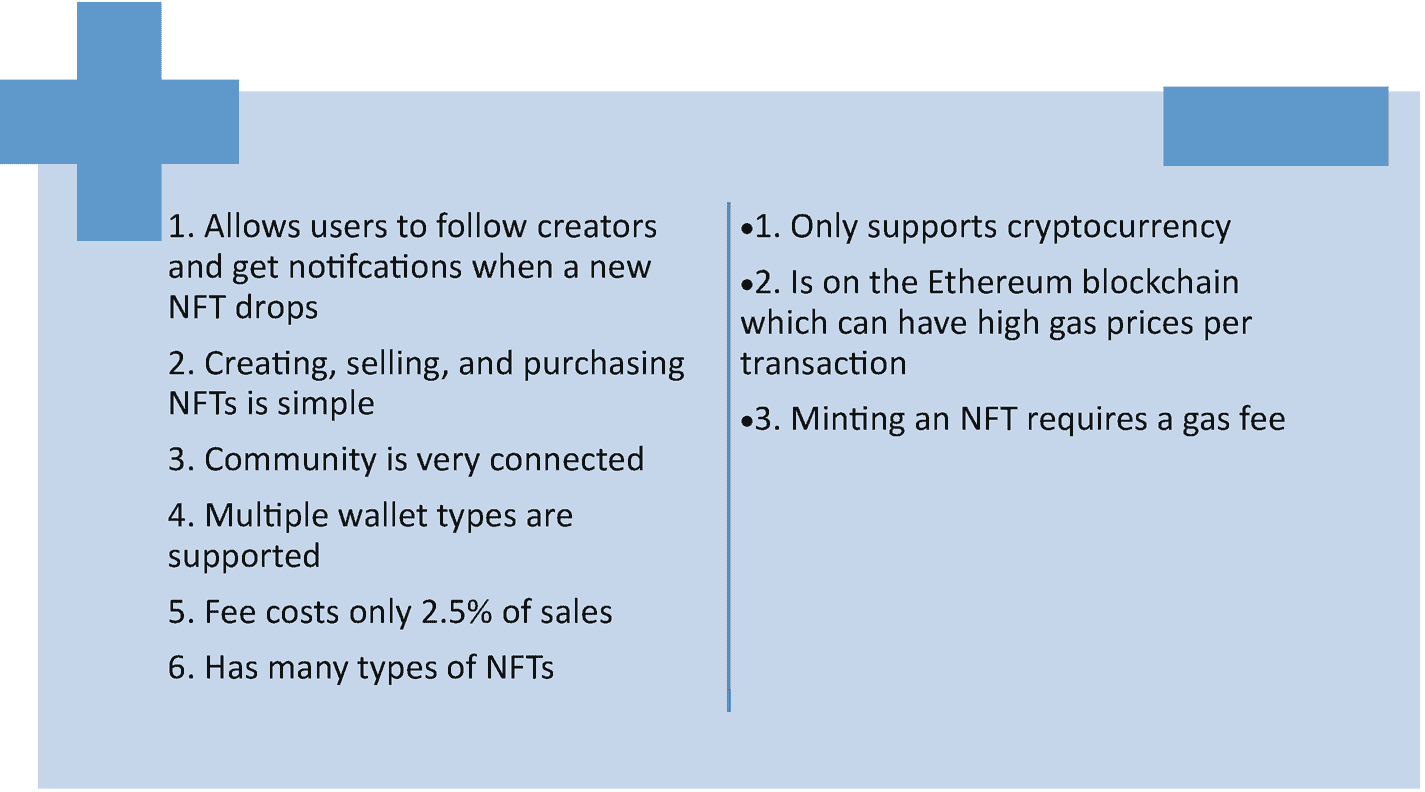 1. Allows users to follow creators
and get notifcations when a new
NFT drops
2. Creating, selling, and purchasing
NFTs is simple
3. Community is very connected
4. Multiple wallet types are
supported
5. Fee costs only 2.5% of sales
6. Has many types of NFTs
•1. Only supports cryptocurrency
•2. Is on the Ethereum blockchain
which can have high gas prices per
transaction
•3. Minting an NFT requires a gas fee